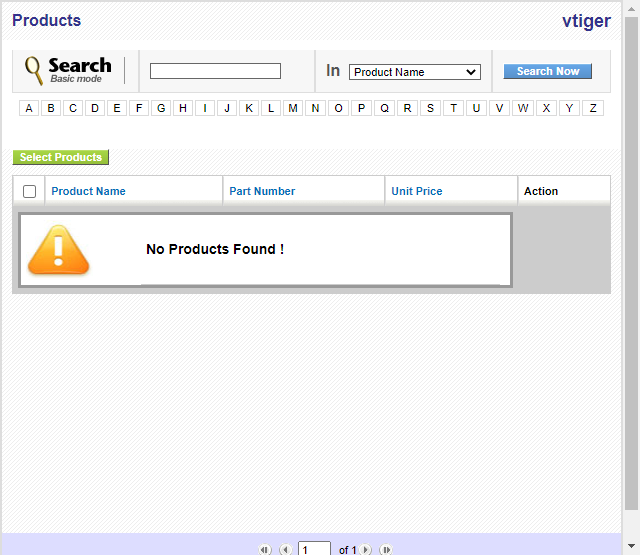 Products vtiger
Search
Basic mode
In Product Name Search Now
A B C D E F G H I J K L M N O P Q R S T U V W X Y Z
Select Products
Product Name Part Number Unit Price Action
No Products Found !
1 of 1